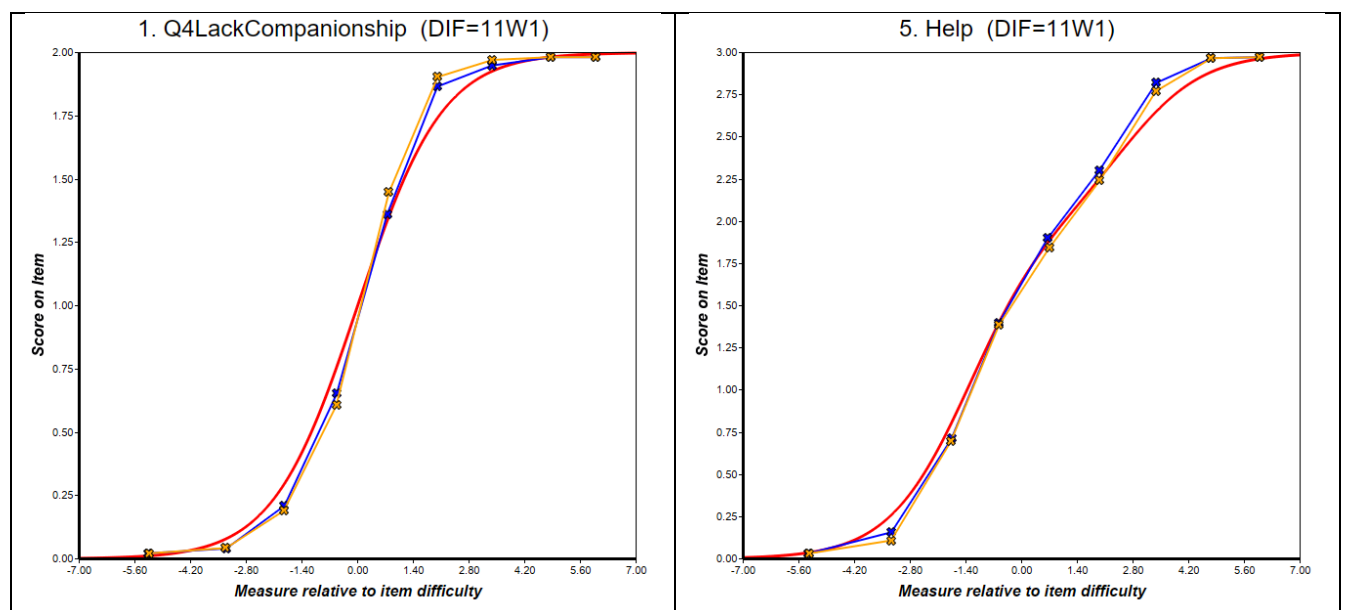 1. Q4LackCompanionship (DIF=11W1)
2.00
1.75
1.50
1.25
1.00
0.75
0.50
0.25
0.00
Score on Item
-7.00 -5.60 -4.20 -2.80 -1.40 0.00 1.40 2.80 4.20 5.60 7.00
Measure relative to item difficulty
5. Help (DIF=11W1)
3.00
2.75
2.50
2.25
2.00
1.75
1.50
1.25
1.00
0.75
0.50
0.25
0.00
Score on Item
-7.00 -5.60 -4.20 -2.80 -1.40 0.00 1.40 2.80 4.20 5.60 7.00
Measure relative to item difficulty